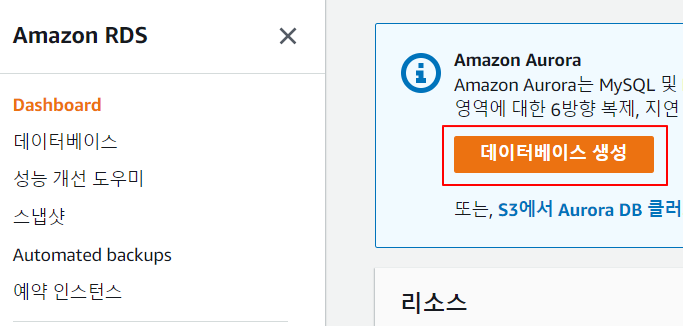 Amazon RDS
Dashboard
데이터베이스
성능 개선 도우미
스냅샷
Automated backups
예약 인스턴스
Amazon Aurora
Amazon Aurora는 MySQL 및
영역에 대한 6방향 복제, 지연
데이터베이스 생성
또는, S3에서 Aurora DB 클러
리소스